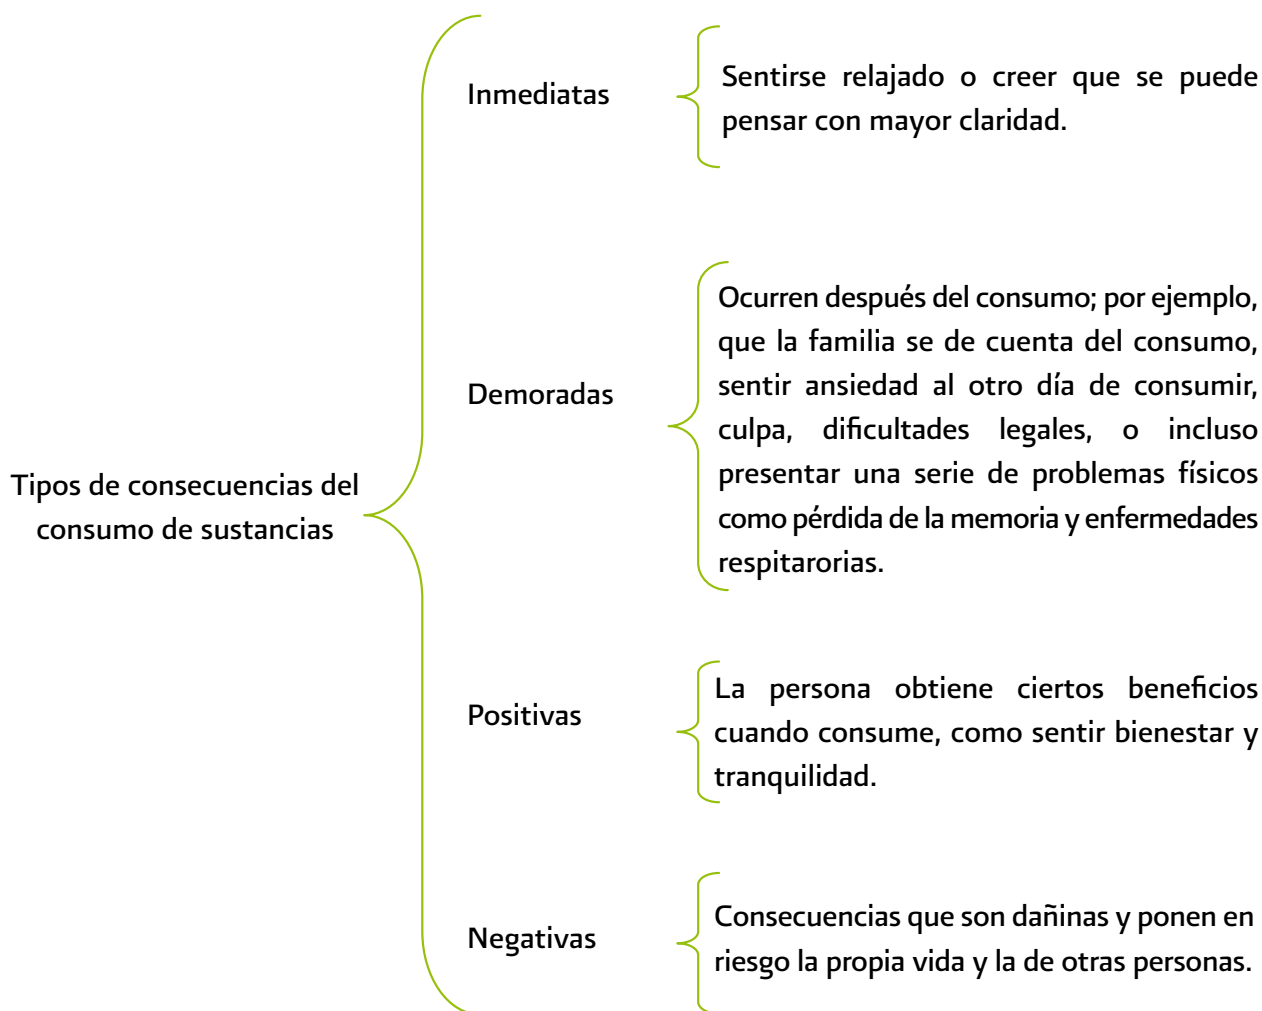 Tipos de consecuencias del
consumo de sustancias
Inmediatas
Sentirse relajado o creer que se puede
pensar con mayor claridad.
Demoradas
Ocurren después del consumo; por ejemplo,
que la familia se de cuenta del consumo,
sentir ansiedad al otro día de consumir,
culpa, dificultades legales, o incluso
presentar una serie de problemas físicos
como pérdida de la memoria y enfermedades
respitarorias.
Positivas
La persona obtiene ciertos beneficios
cuando consume, como sentir bienestar y
tranquilidad.
Negativas
Consecuencias que son dañinas y ponen en
riesgo la propia vida y la de otras personas.